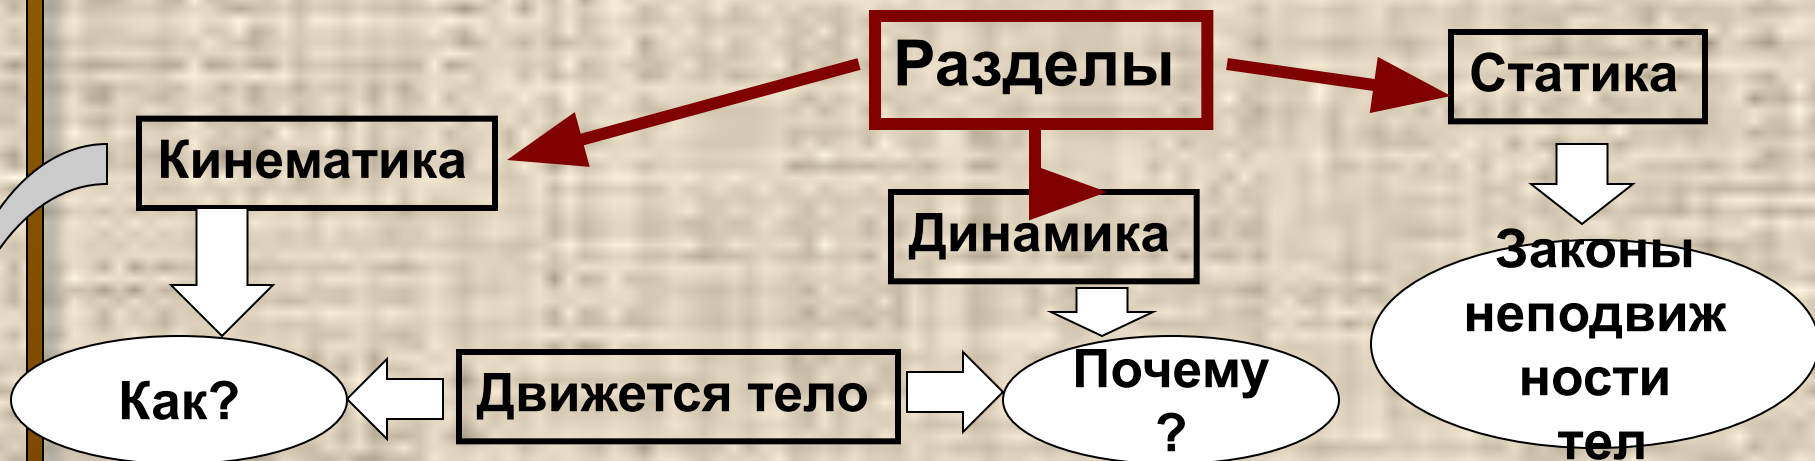 Разделы
Статика
Кинематика
Динамика
Законы
неподвиж
ности
тел
Как?
Движется тело
Почему
?